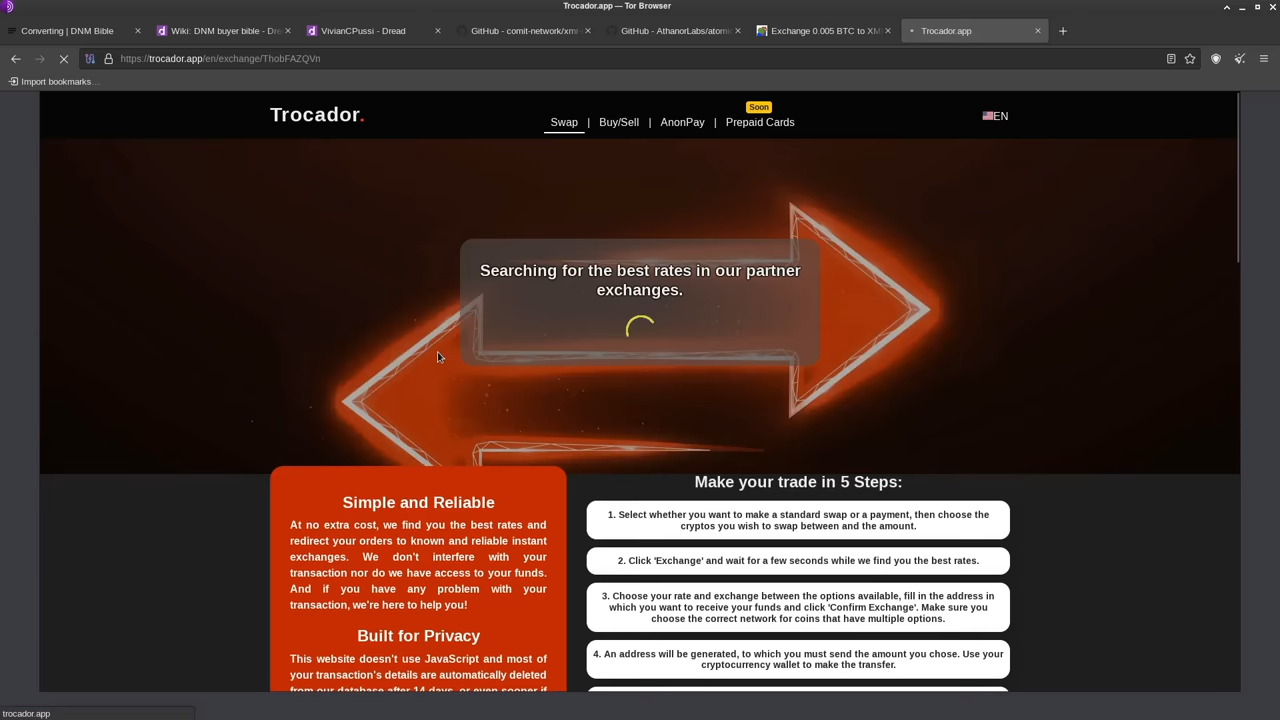 Trocador.app — Tor Browser
Converting | DNM Bible
Wiki: DNM buyer bible - Dre
VivianCPussi - Dread
GitHub - comit-network/xmr
GitHub - AthanorLabs/atomi
Exchange 0.005 BTC to XM
Trocador.app
https://trocador.app/en/exchange/ThobFAZQVn
Import bookmarks…
Trocador.
Soon
Swap | Buy/Sell | AnonPay | Prepaid Cards
EN
Searching for the best rates in our partner
exchanges.
Simple and Reliable
At no extra cost, we find you the best rates and
redirect your orders to known and reliable instant
exchanges. We don't interfere with your
transaction nor do we have access to your funds.
And if you have any problem with your
transaction, we're here to help you!
Built for Privacy
This website doesn't use JavaScript and most of
your transaction's details are automatically deleted
from our database after 14 days, or even sooner if
Make your trade in 5 Steps:
1. Select whether you want to make a standard swap or a payment, then choose the
cryptos you wish to swap between and the amount.
2. Click 'Exchange' and wait for a few seconds while we find you the best rates.
3. Choose your rate and exchange between the options available, fill in the address in
which you want to receive your funds and click 'Confirm Exchange'. Make sure you
choose the correct network for coins that have multiple options.
4. An address will be generated, to which you must send the amount you chose. Use your
cryptocurrency wallet to make the transfer.
trocador.app